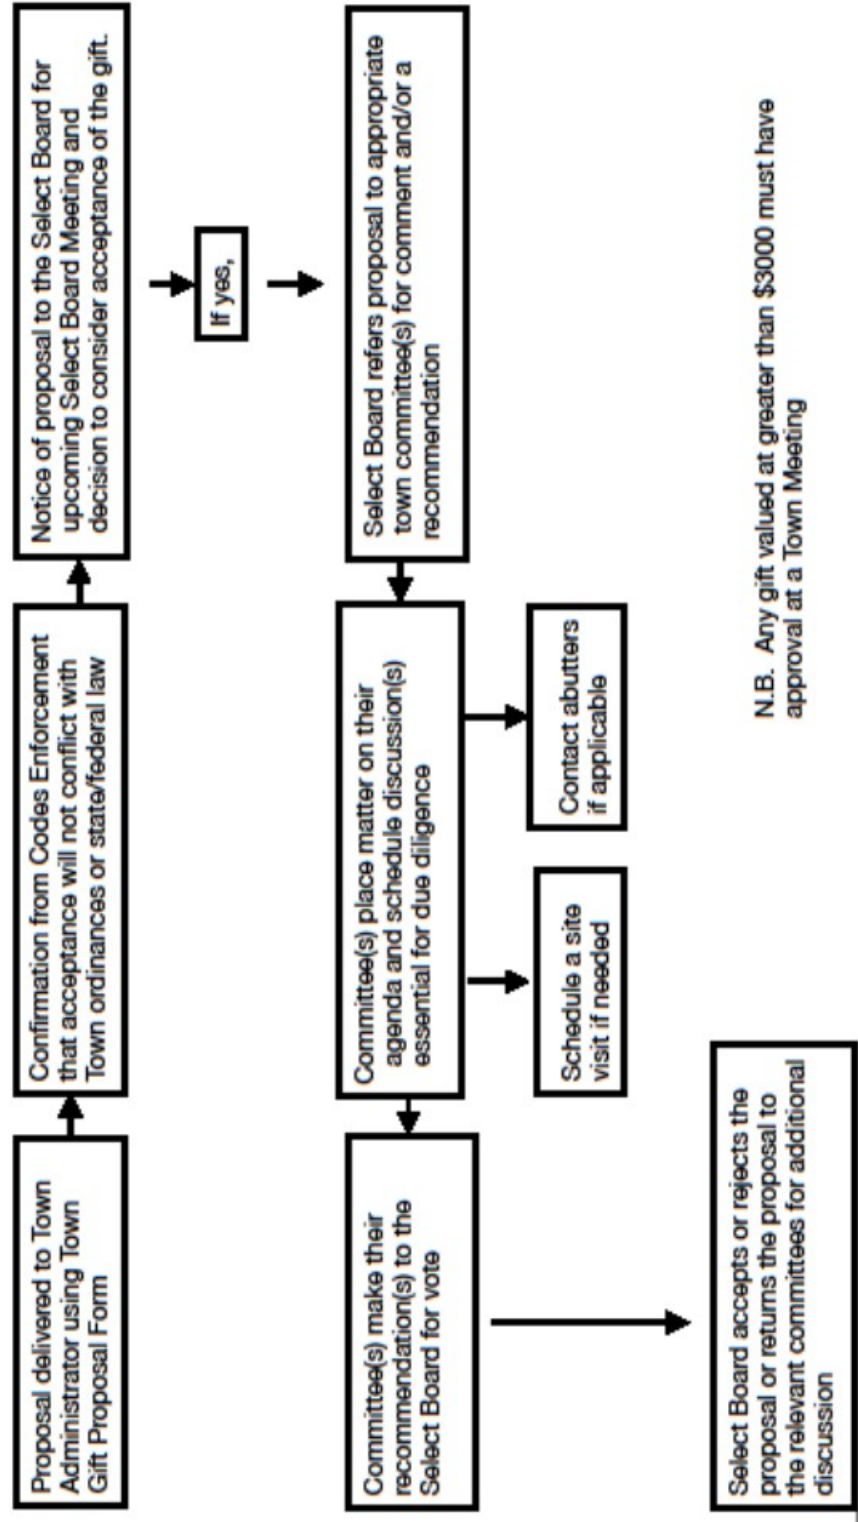 Proposal delivered to Town
Administrator using Town
Gift Proposal Form
Confirmation from Codes Enforcement
that acceptance will not conflict with
Town ordinances or state/federal law
Notice of proposal to the Select Board for
upcoming Select Board Meeting and
decision to consider acceptance of the gift.
If yes,
Select Board refers proposal to appropriate
town committee(s) for comment and/or a
recommendation
Committee(s) place matter on their
agenda and schedule discussion(s)
essential for due diligence
Contact abutters
if applicable
Schedule a site
visit if needed
Committee(s) make their
recommendation(s) to the
Select Board for vote
Select Board accepts or rejects the
proposal or returns the proposal to
the relevant committees for additional
discussion
N.B. Any gift valued at greater than $3000 must have
approval at a Town Meeting